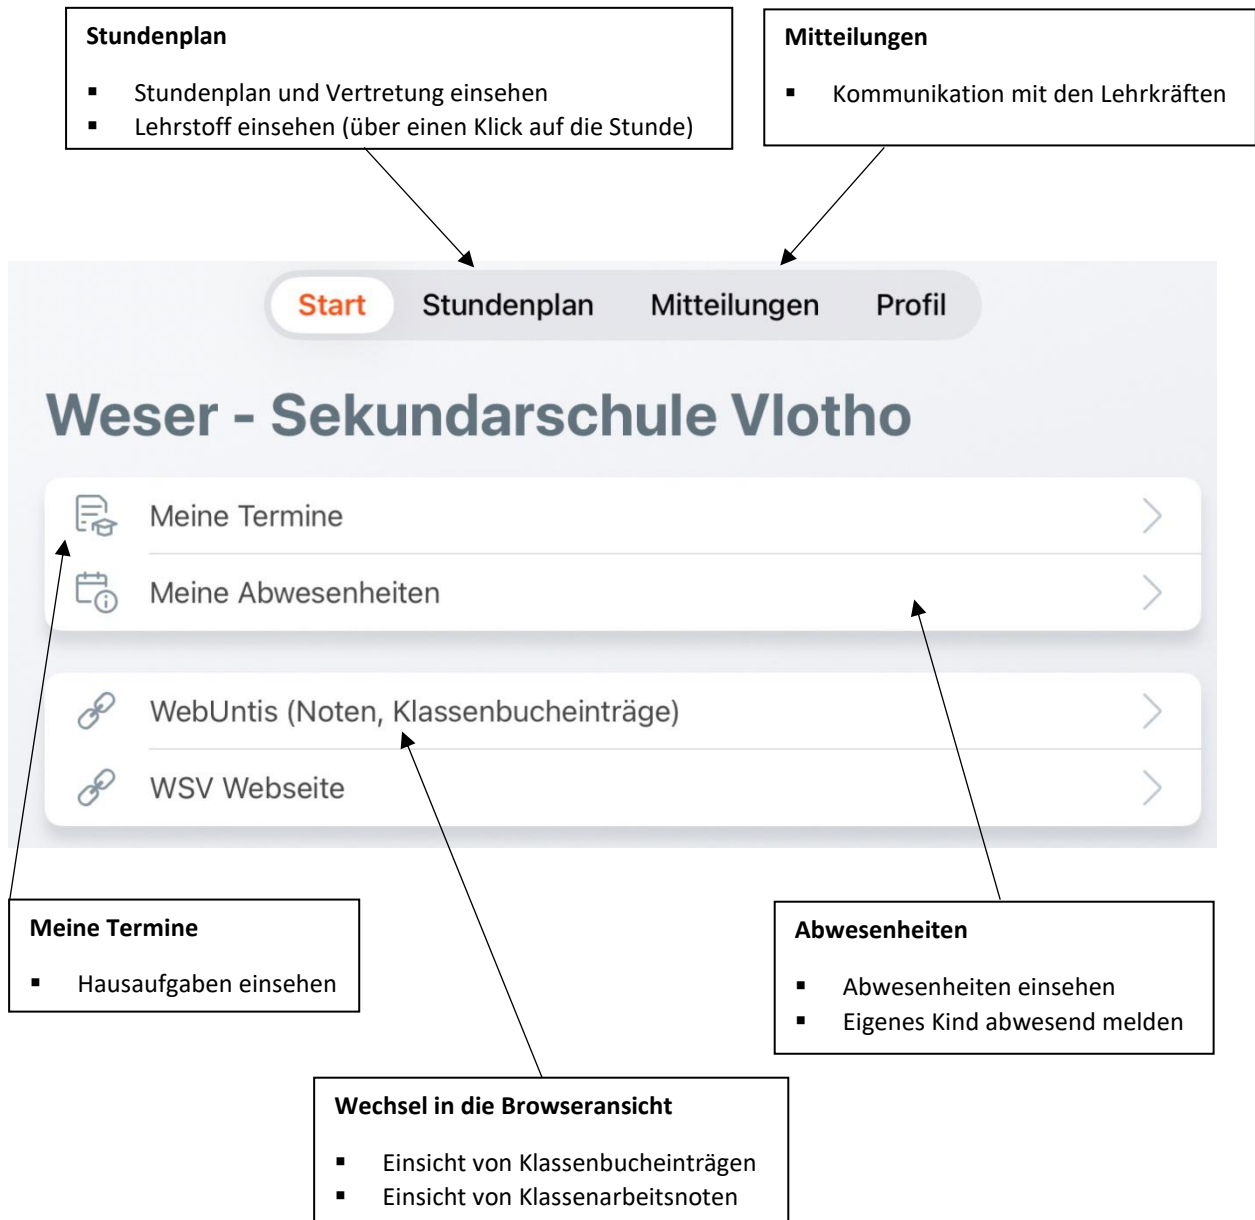 Stundenplan
▪ Stundenplan und Vertretung einsehen
▪ Lehrstoff einsehen (über einen Klick auf die Stunde)
Mitteilungen
▪ Kommunikation mit den Lehrkräften
Start Stundenplan Mitteilungen Profil
Weser - Sekundarschule Vlotho
Meine Termine
Meine Abwesenheiten
WebUntis (Noten, Klassenbucheinträge)
WSV Webseite
Meine Termine
▪ Hausaufgaben einsehen
Abwesenheiten
▪ Abwesenheiten einsehen
▪ Eigenes Kind abwesend melden
Wechsel in die Browseransicht
▪ Einsicht von Klassenbucheinträgen
▪ Einsicht von Klassenarbeitsnoten